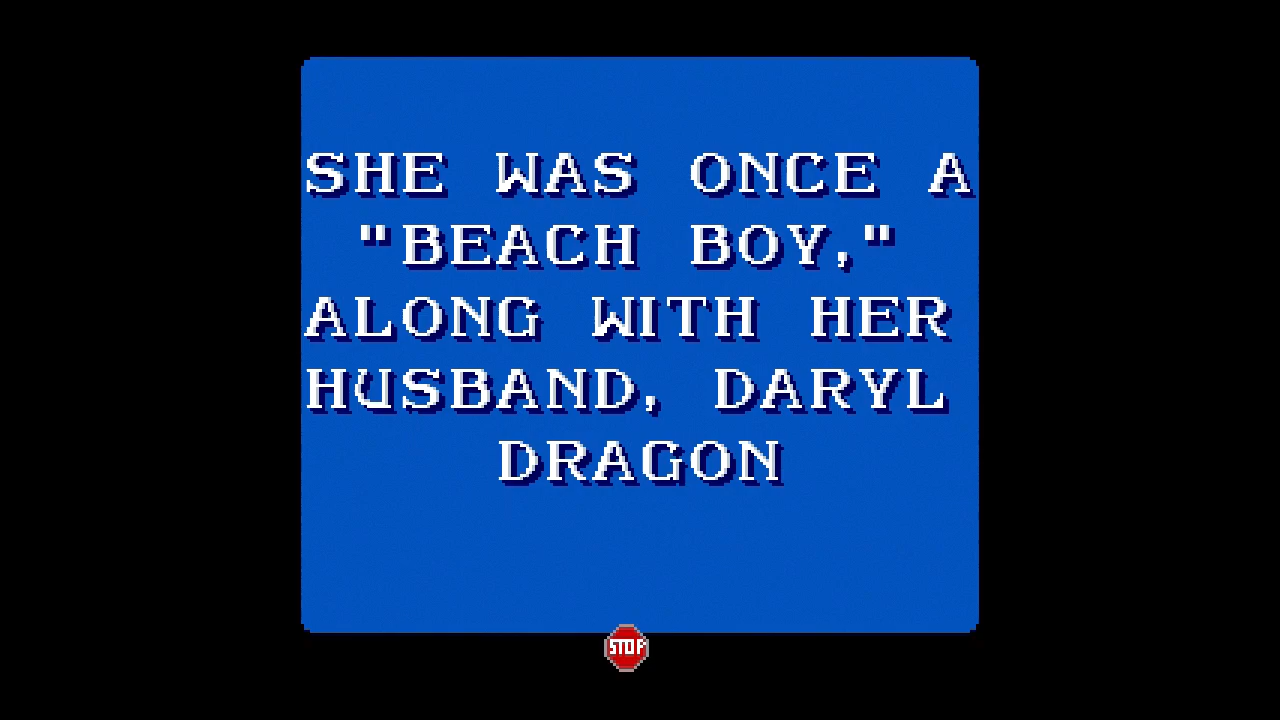 SHE WAS ONCE A
"BEACH BOY,"
ALONG WITH HER
HUSBAND, DARYL
DRAGON
STOP